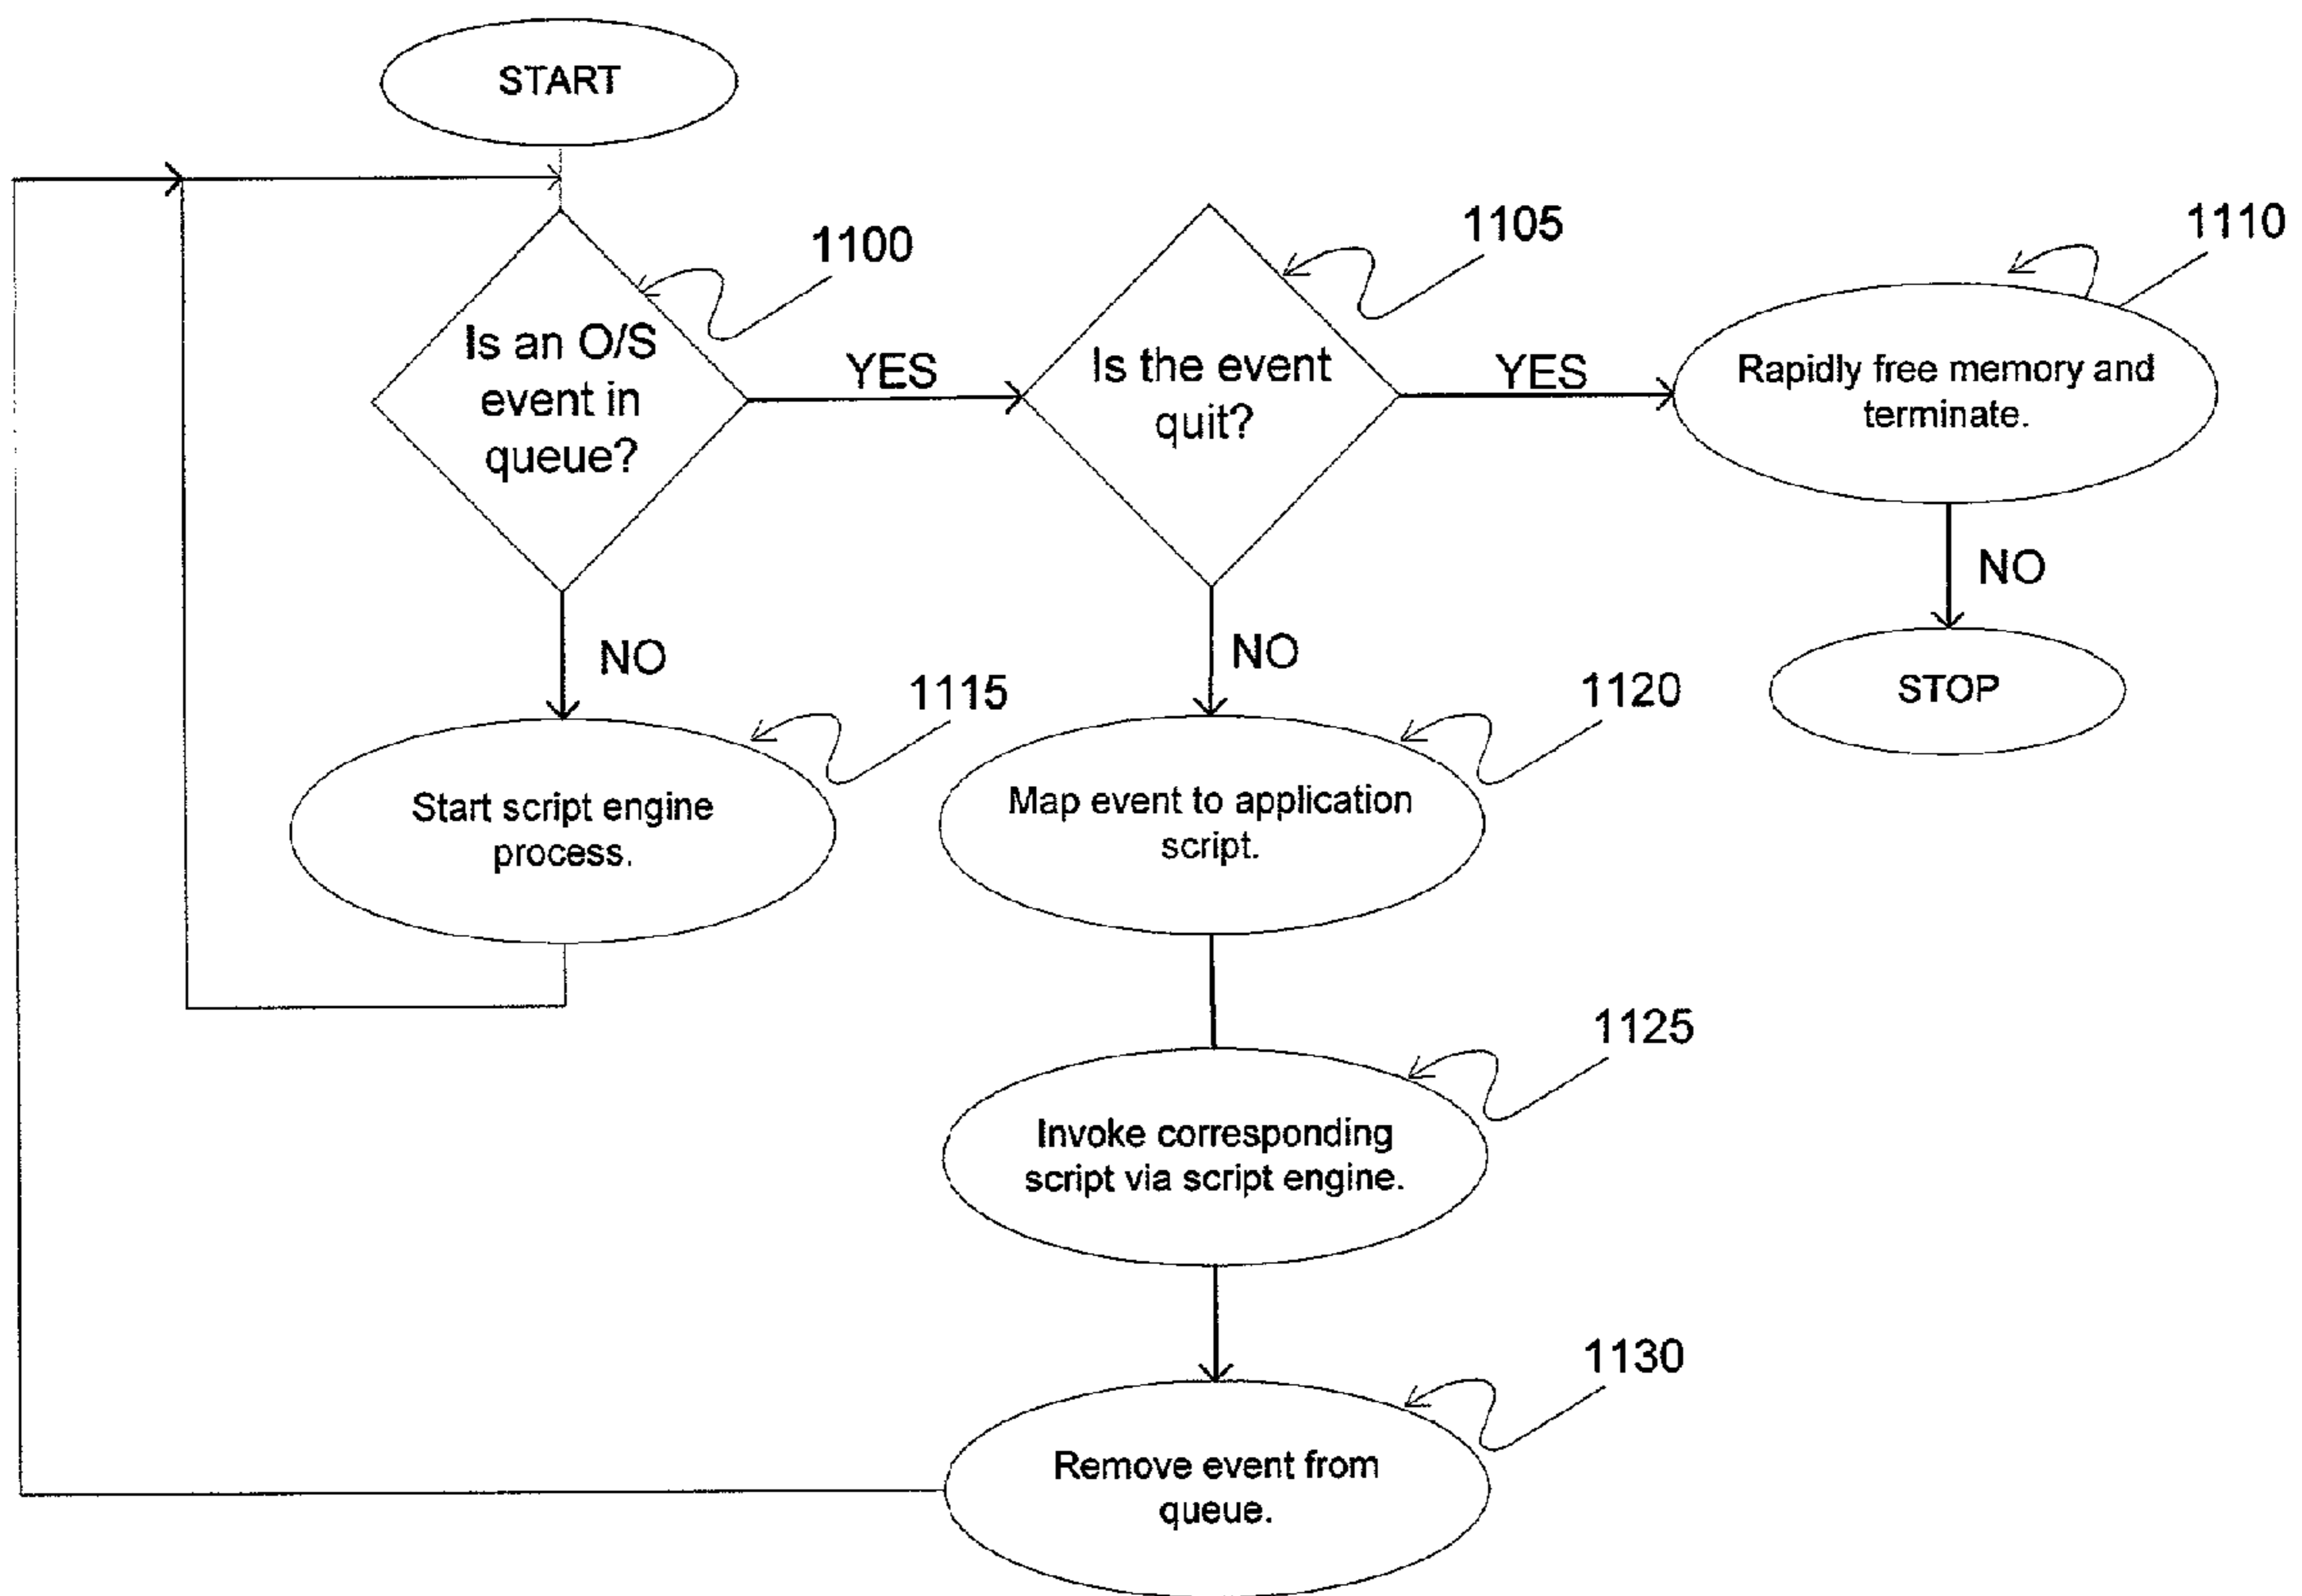 START
1100
Is an O/S
event in
queue?
YES
1105
Is the event
quit?
YES
1110
Rapidly free memory and
terminate.
NO
STOP
NO
1115
Start script engine
process.
NO
1120
Map event to application
script.
1125
Invoke corresponding
script via script engine.
1130
Remove event from
queue.